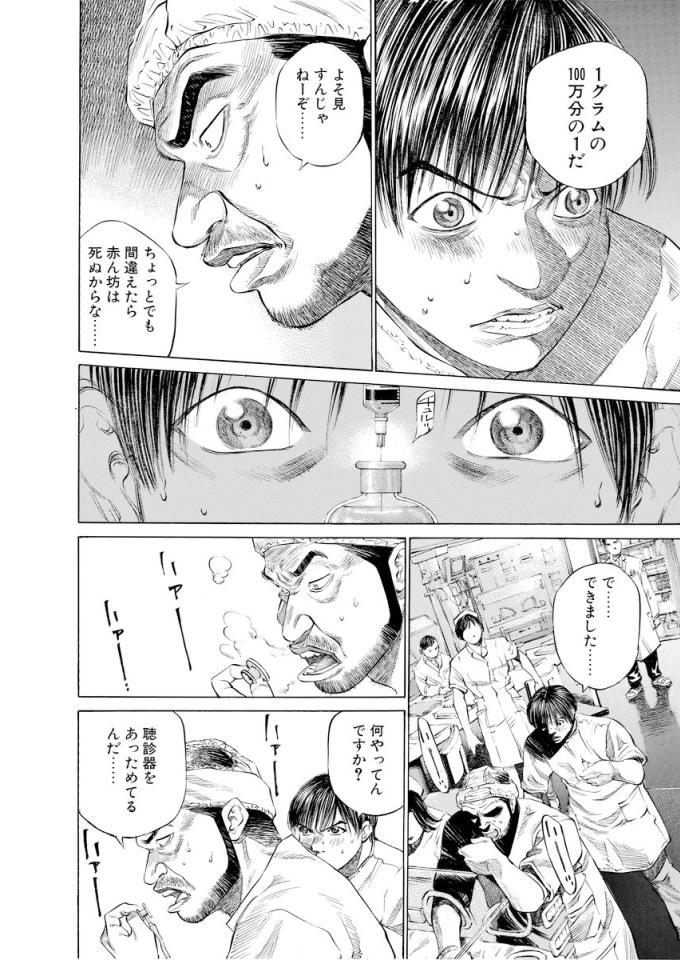 1グラムの
100万分の1だ
よそ見
すんじゃ
ねーぞ……
ちょっとでも
間違えたら
赤ん坊は
死ぬからな……
チュルッ
で……
できました……
ハァー
ハァー
何やってん
ですか?
聴診器を
あっためてる
んだ……
ハァー